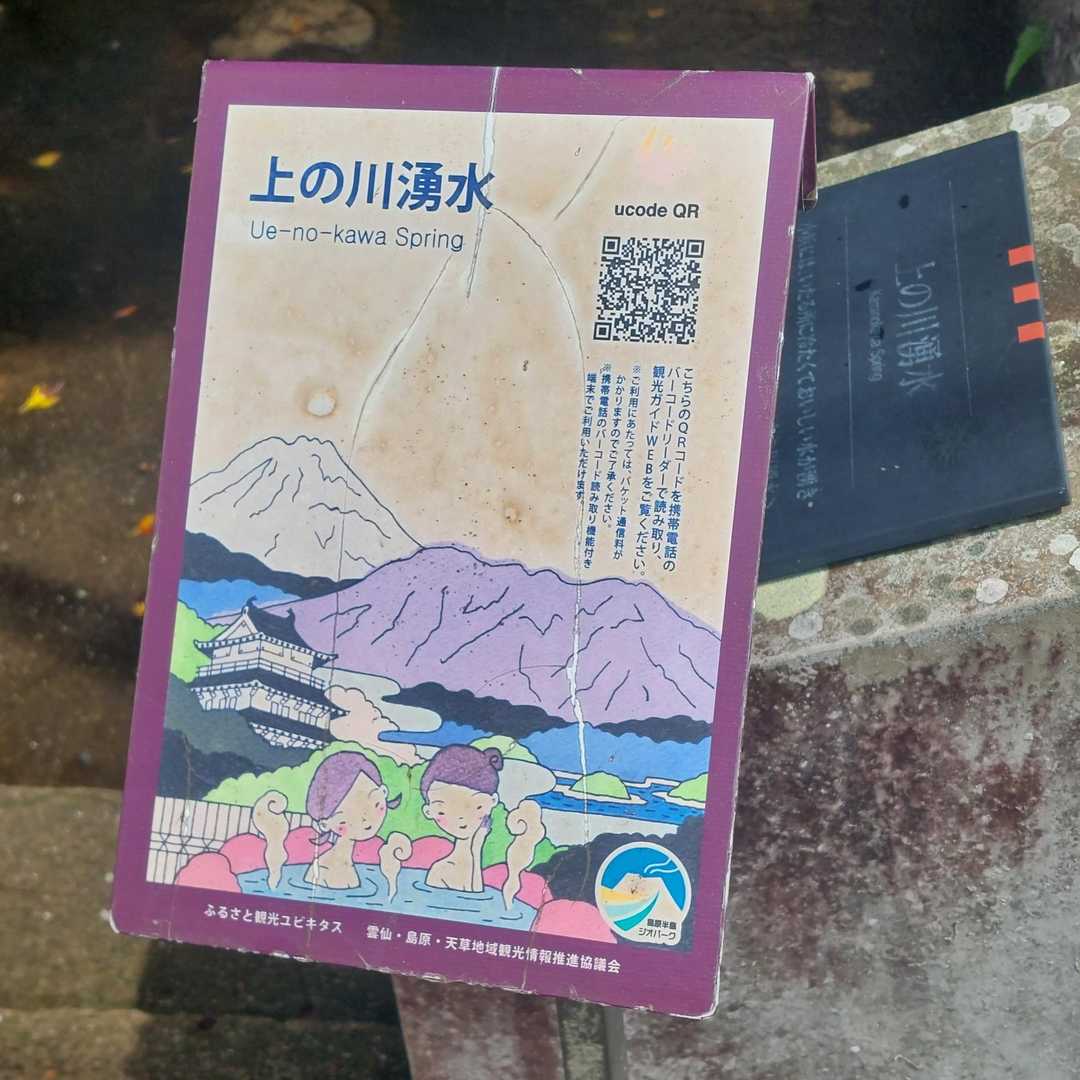 上の川湧水
Ue-no-kawa Spring
ucode QR
こちらのQRコードを携帯電話の
バーコードリーダーで読み取り、
観光ガイドWEBをご覧ください。
※ご利用にあたっては、パケット通信料が
かかりますのでご了承ください。
※携帯電話のバーコード読み取り機能付き
端末でご利用いただけます。
島原半島
ジオパーク
ふるさと観光ユビキタス
雲仙・島原・天草地域観光情報推進協議会
上の川湧水